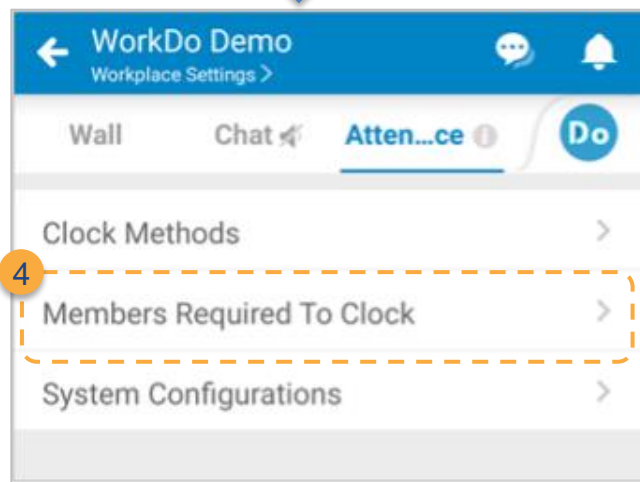 WorkDo Demo
Workplace Settings >
Wall Chat Atten...ce Do
Clock Methods
4
Members Required To Clock
System Configurations